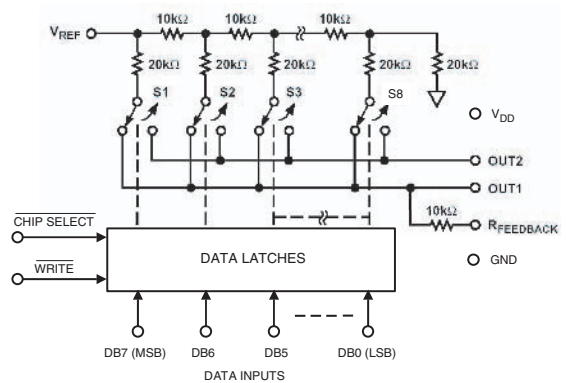 10kΩ 10kΩ 10kΩ
VREF
20kΩ 20kΩ 20kΩ 20kΩ 20kΩ
S1 S2 S3 S8
VDD
OUT2
OUT1
10kΩ
RFEEDBACK
CHIP SELECT
WRITE
DATA LATCHES
GND
DB7 (MSB) DB6 DB5 DB0 (LSB)
DATA INPUTS